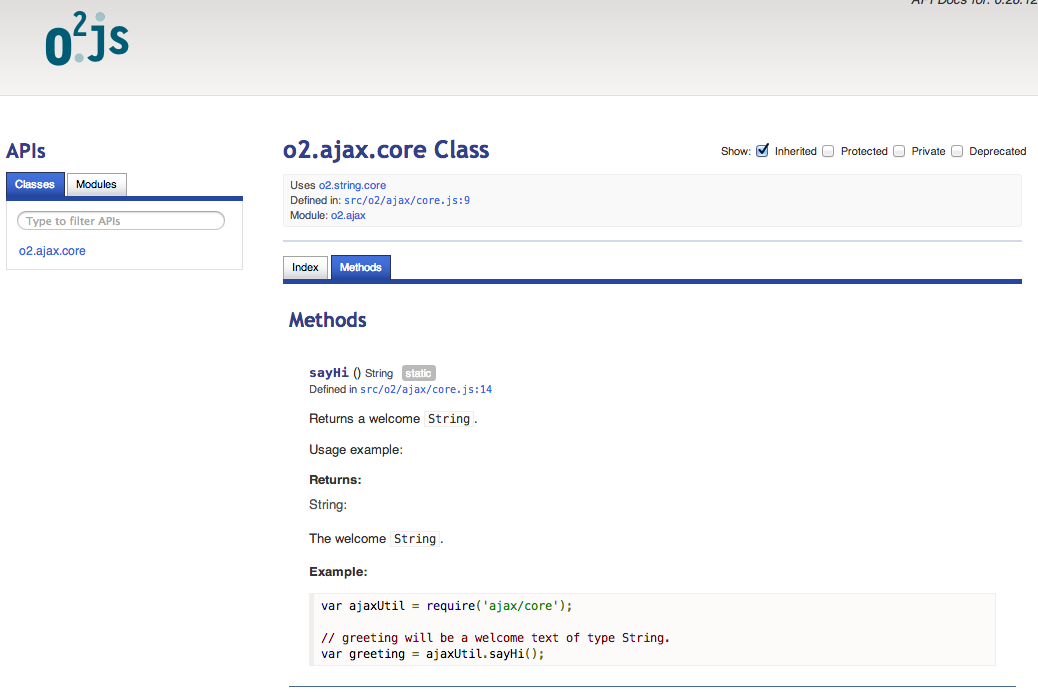 API Docs for: 0.26.12
o2.js
APIs
Classes Modules
Type to filter APIs
o2.ajax.core
o2.ajax.core Class
Show: Inherited Protected Private Deprecated
Uses o2.string.core
Defined in: src/o2/ajax/core.js:9
Module: o2.ajax
Index Methods
Methods
sayHi () String static
Defined in src/o2/ajax/core.js:14
Returns a welcome String.
Usage example:
Returns:
String:
The welcome String.
Example:
var ajaxUtil = require('ajax/core');
// greeting will be a welcome text of type String.
var greeting = ajaxUtil.sayHi();